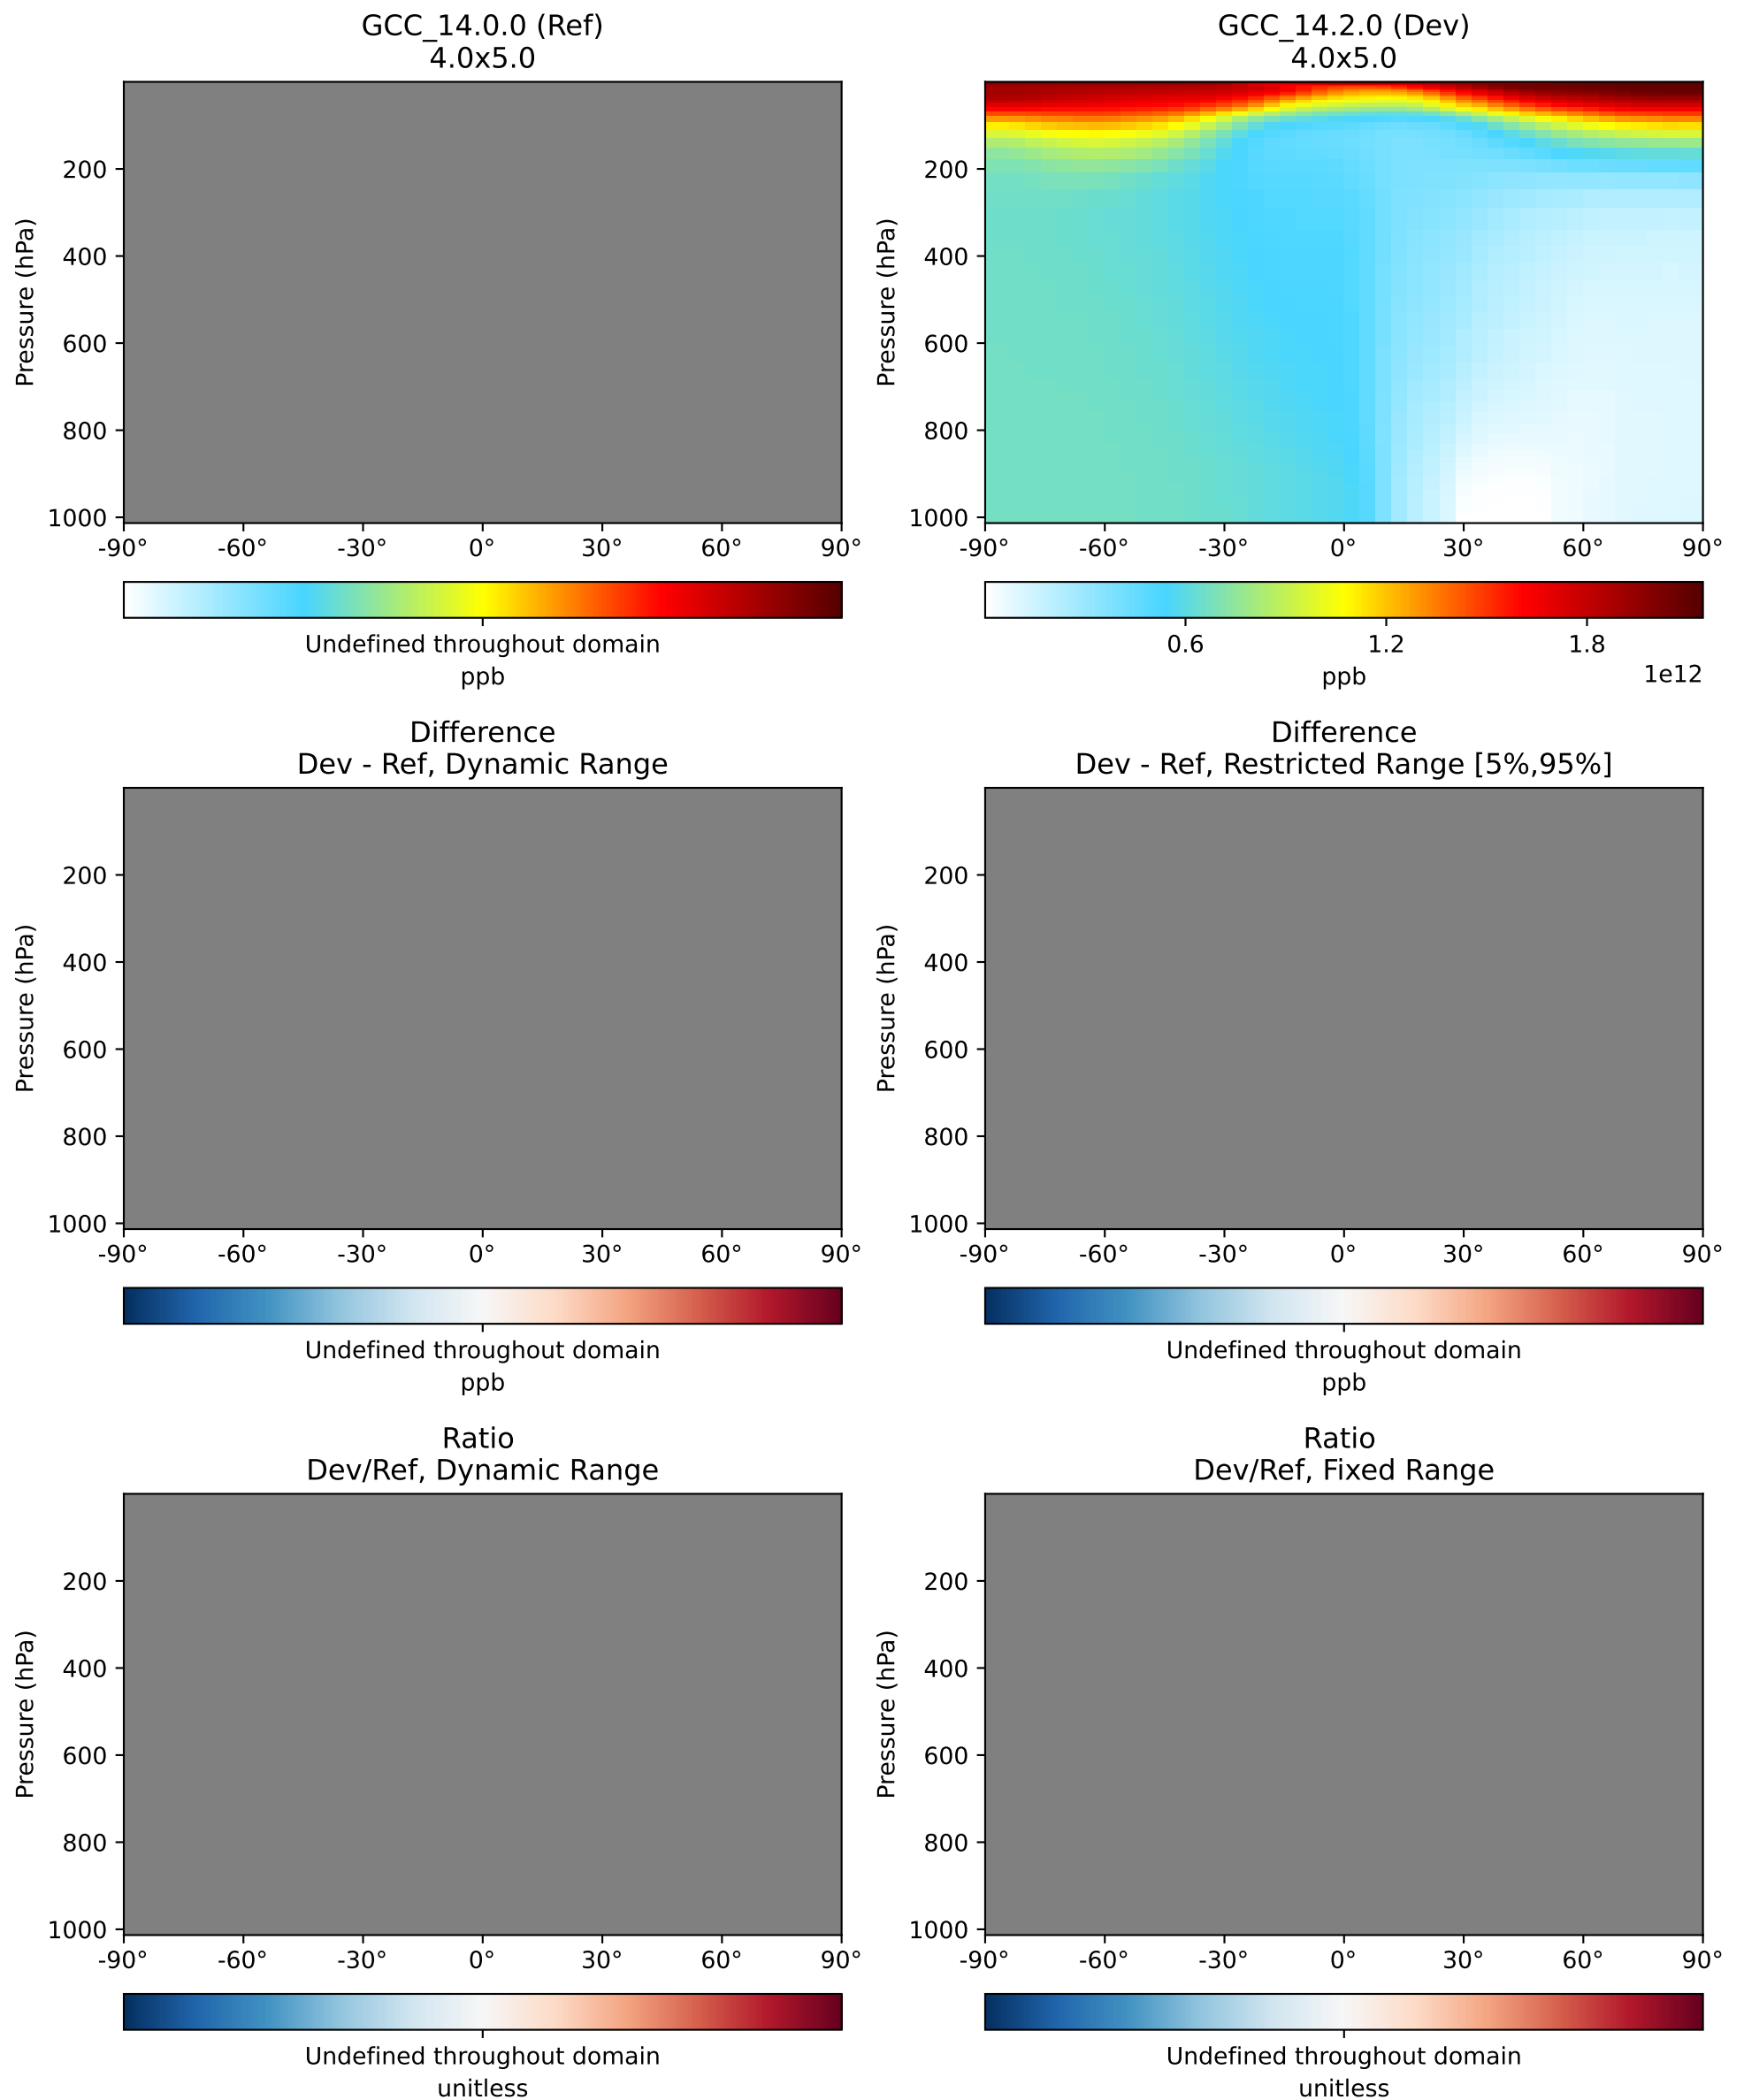 GCC_14.0.0 (Ref)
4.0x5.0
Pressure (hPa)
200
400
600
800
1000
-90° -60° -30° 0° 30° 60° 90°
Undefined throughout domain
ppb
GCC_14.2.0 (Dev)
4.0x5.0
Pressure (hPa)
200
400
600
800
1000
-90° -60° -30° 0° 30° 60° 90°
0.6 1.2 1.8
ppb
1e12
Difference
Dev - Ref, Dynamic Range
Pressure (hPa)
200
400
600
800
1000
-90° -60° -30° 0° 30° 60° 90°
Undefined throughout domain
ppb
Difference
Dev - Ref, Restricted Range [5%,95%]
Pressure (hPa)
200
400
600
800
1000
-90° -60° -30° 0° 30° 60° 90°
Undefined throughout domain
ppb
Ratio
Dev/Ref, Dynamic Range
Pressure (hPa)
200
400
600
800
1000
-90° -60° -30° 0° 30° 60° 90°
Undefined throughout domain
unitless
Ratio
Dev/Ref, Fixed Range
Pressure (hPa)
200
400
600
800
1000
-90° -60° -30° 0° 30° 60° 90°
Undefined throughout domain
unitless